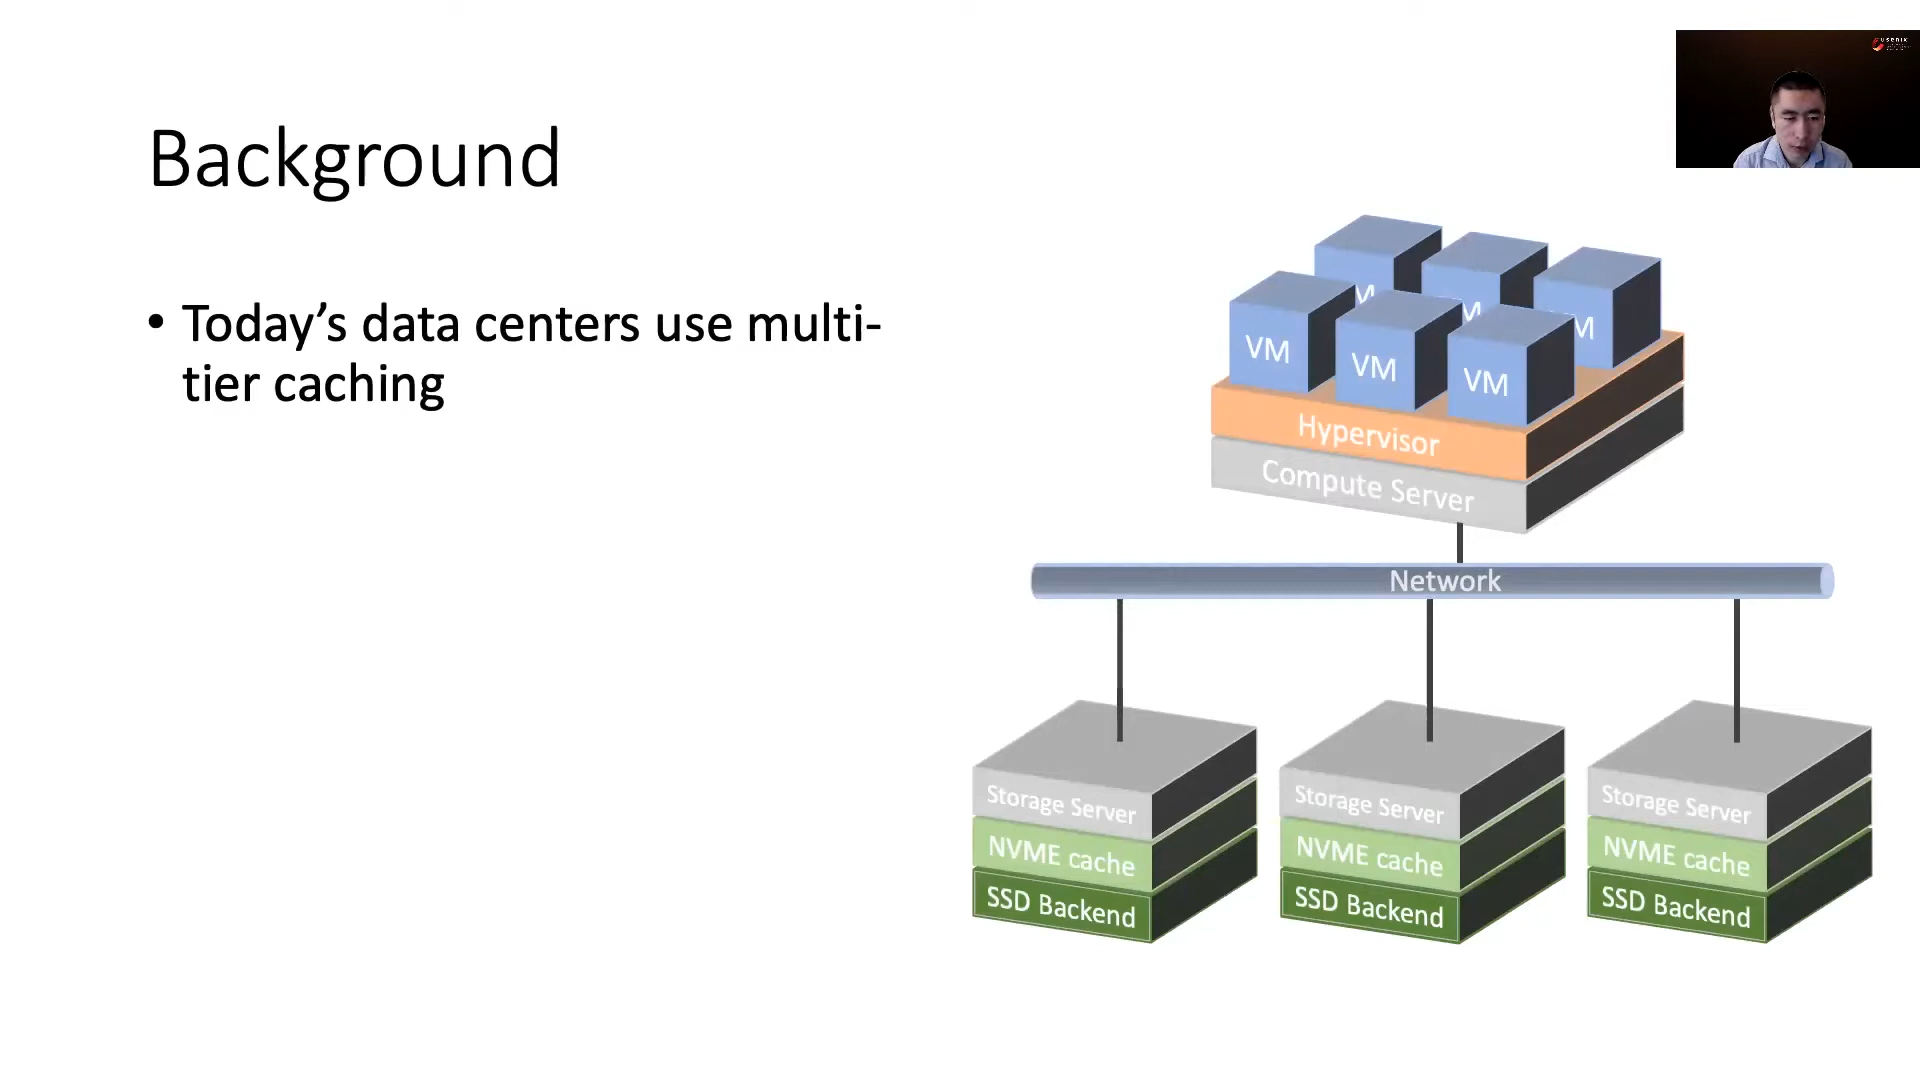 usenix
Background
• Today’s data centers use multi-
tier caching
M
M
M
VM
VM
VM
Hypervisor
Compute Server
Network
Storage Server
NVME cache
SSD Backend
Storage Server
NVME cache
SSD Backend
Storage Server
NVME cache
SSD Backend